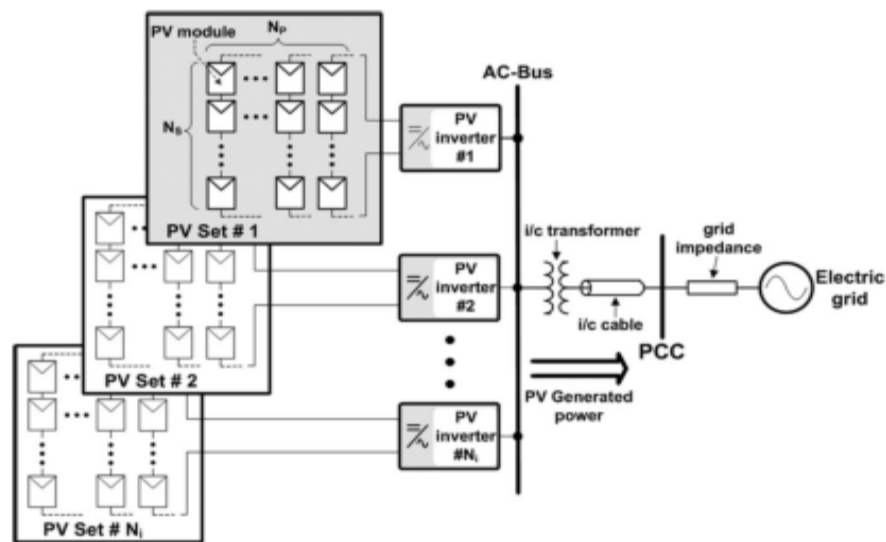 PV module
Nₚ
Nₛ
PV Set # 1
PV Set # 2
PV Set # Nᵢ
PV
inverter
#1
PV
inverter
#2
PV
inverter
#Nᵢ
AC-Bus
i/c transformer
i/c cable
PV Generated
power
PCC
grid
impedance
Electric
grid